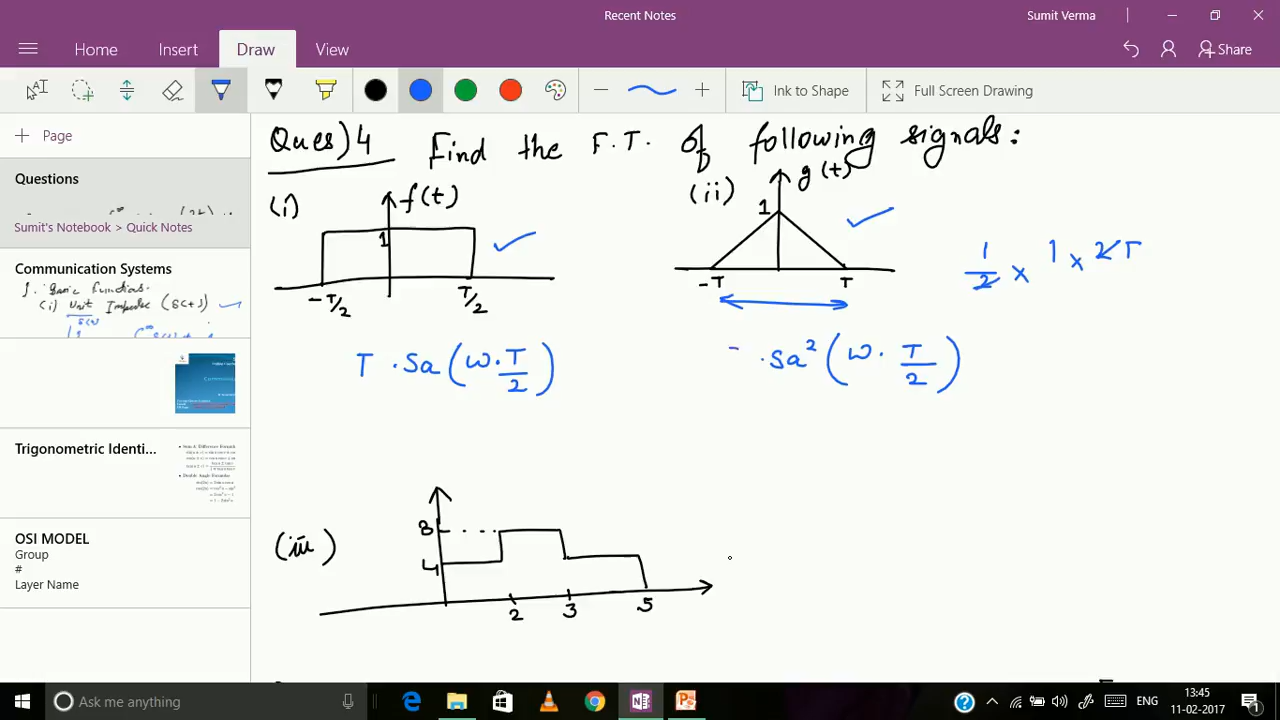 Recent Notes
Sumit Verma
Home Insert Draw View
Share
Ink to Shape
Full Screen Drawing
Page
Questions
Sumit's Notebook > Quick Notes
Communication Systems
(i) Unit Impulse (δ(t))
Trigonometric Identi...
OSI MODEL
Group
#
Layer Name
Ques) 4 Find the F.T. of following signals:
(i) f(t)
1
-T/2 T/2
T · Sa (ω · T/2)
(ii) g(t)
1
-T T
1/2 × 1 × 2T
· Sa² (ω · T/2)
(iii)
8
4
2 3 5
Ask me anything
ENG
13:45
11-02-2017